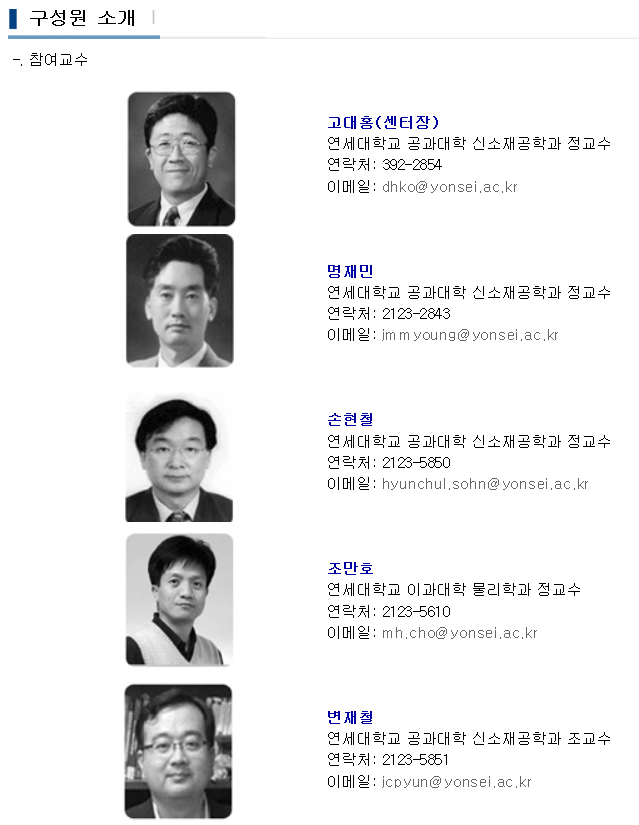 구성원 소개
-. 참여교수
고대홍(센터장)
연세대학교 공과대학 신소재공학과 정교수
연락처: 392-2854
이메일: dhko@yonsei.ac.kr
명재민
연세대학교 공과대학 신소재공학과 정교수
연락처: 2123-2843
이메일: jmmyoung@yonsei.ac.kr
손현철
연세대학교 공과대학 신소재공학과 정교수
연락처: 2123-5850
이메일: hyunchul.sohn@yonsei.ac.kr
조만호
연세대학교 이과대학 물리학과 정교수
연락처: 2123-5610
이메일: mh.cho@yonsei.ac.kr
변재철
연세대학교 공과대학 신소재공학과 조교수
연락처: 2123-5851
이메일: jcpyun@yonsei.ac.kr